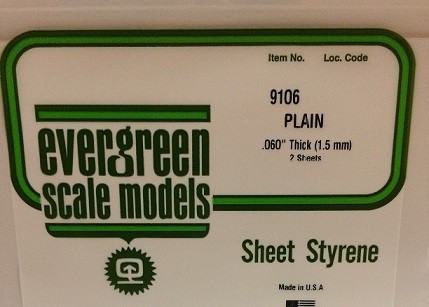 Item No. Loc. Code
9106
PLAIN
.060" Thick (1.5 mm)
2 Sheets
evergreen
scale models
Sheet Styrene
Made in U.S.A